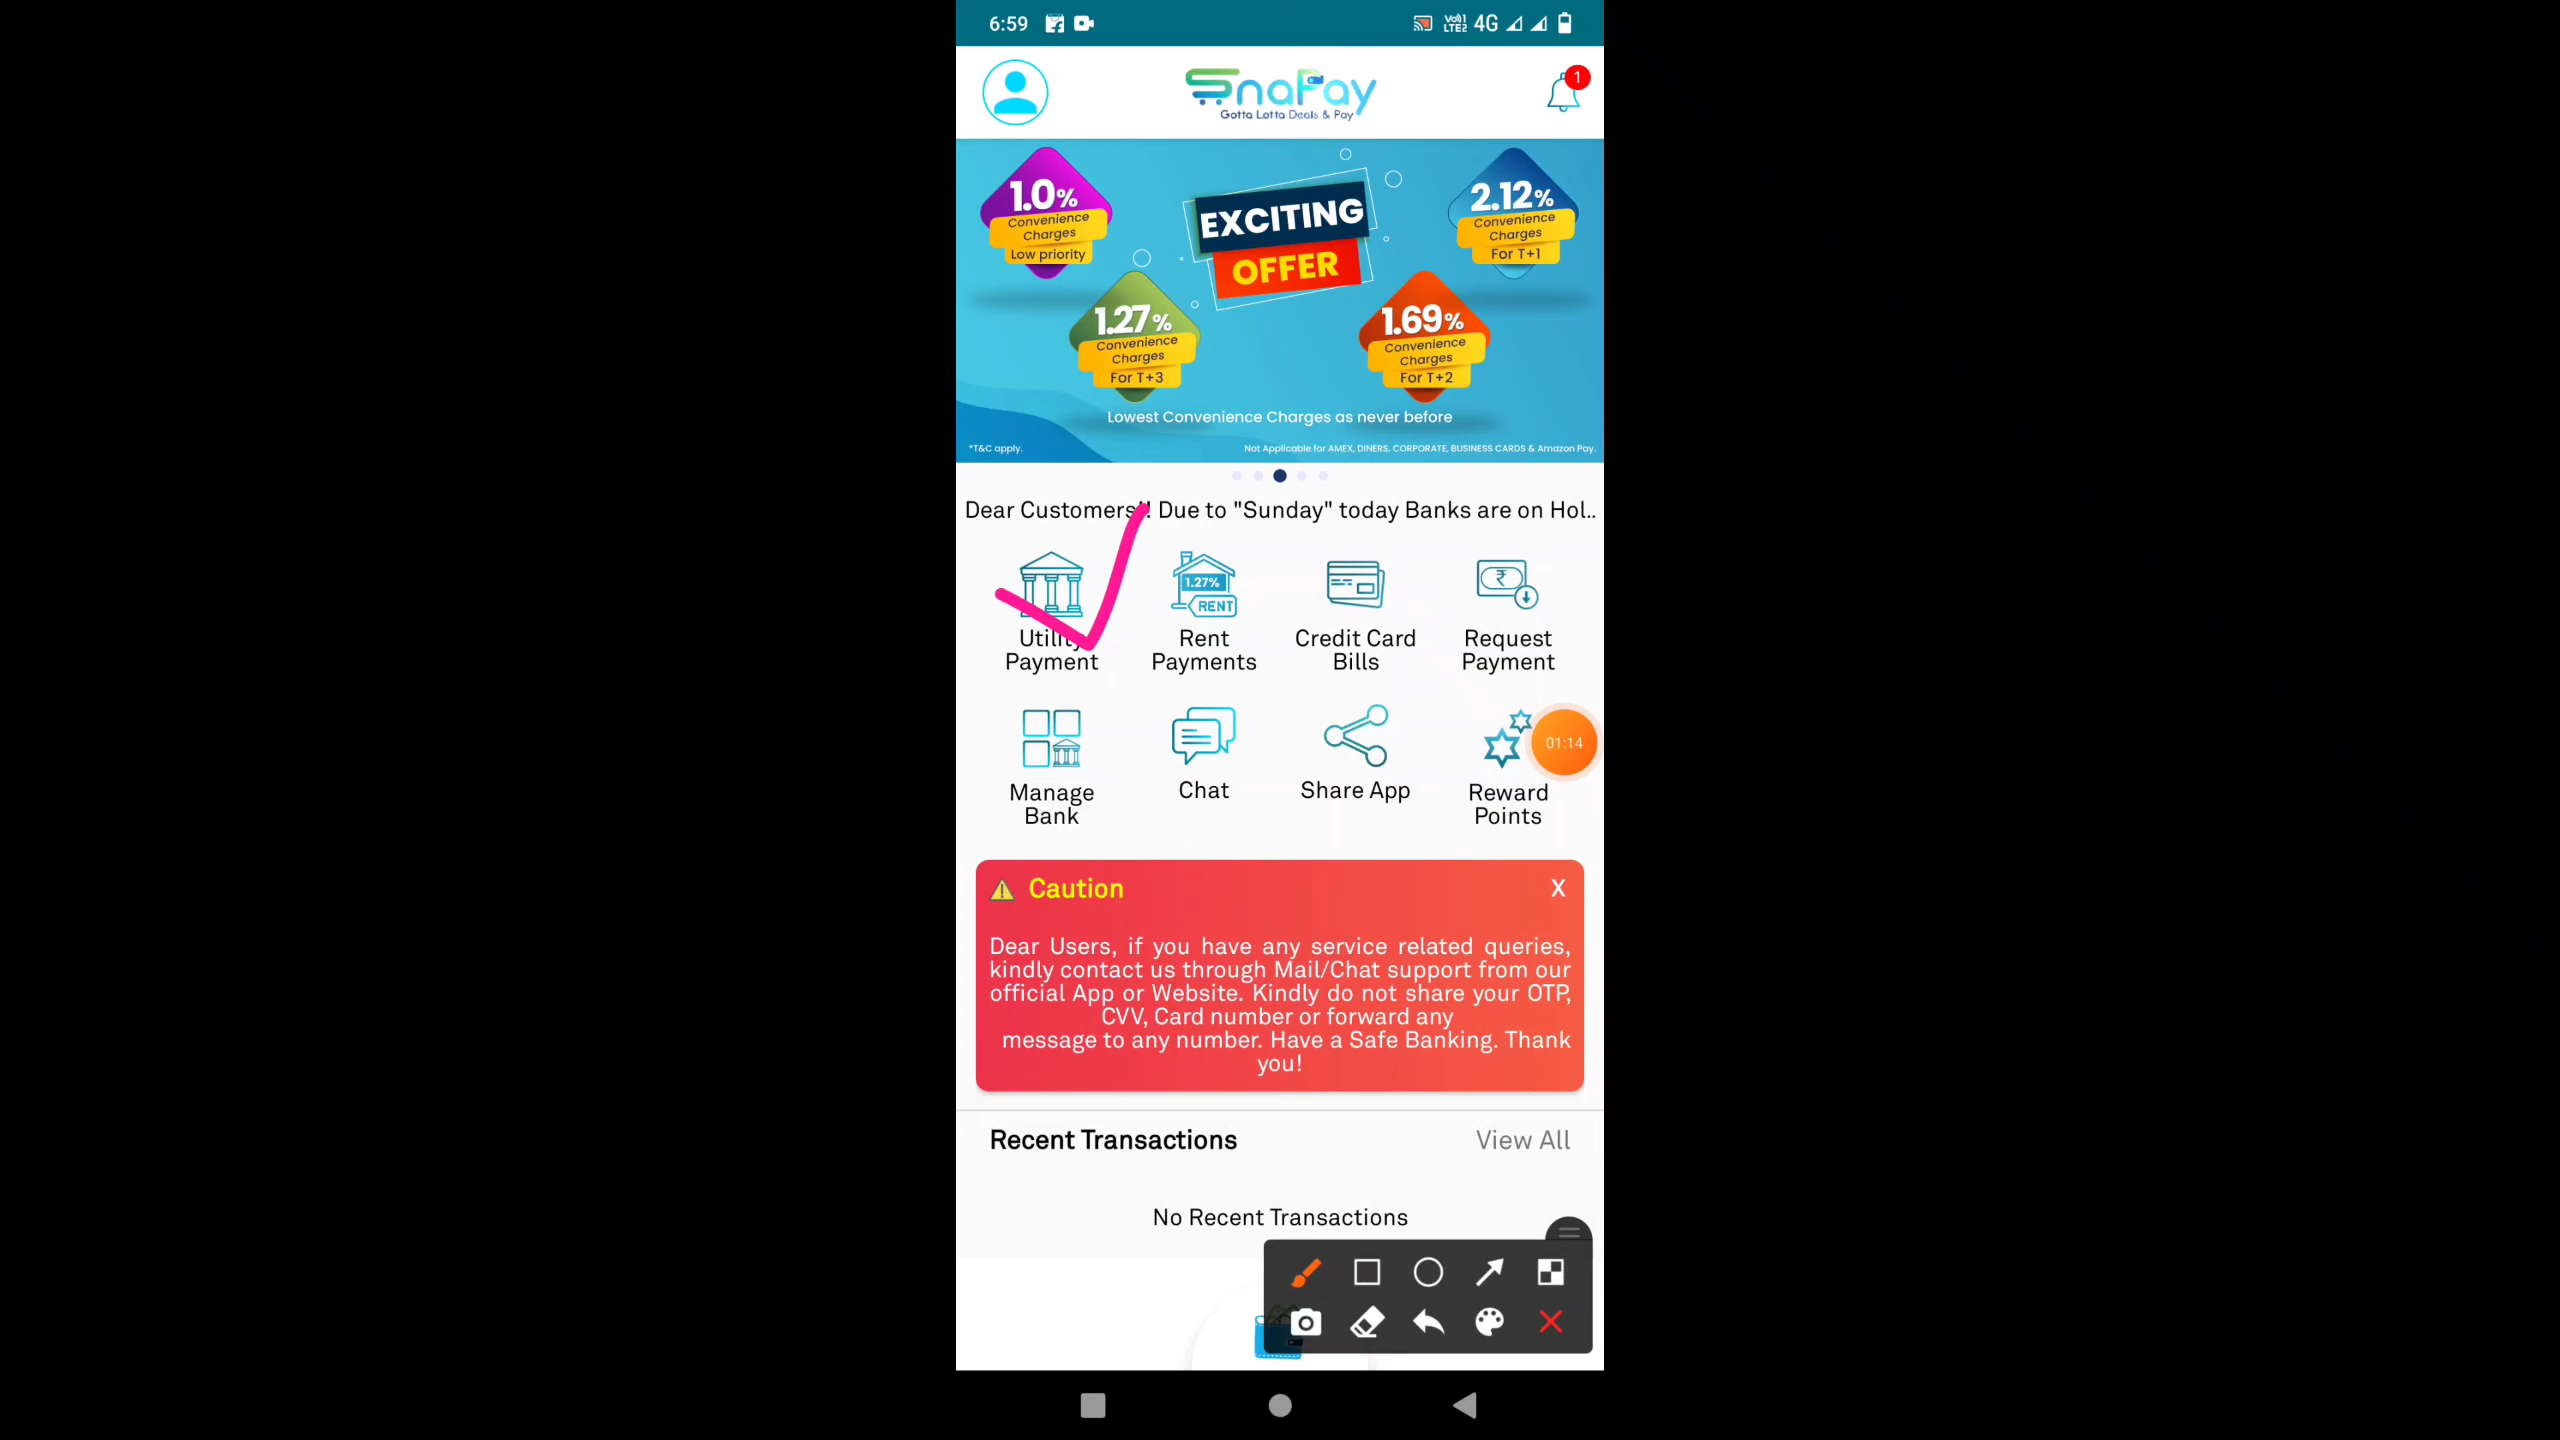 6:59
Vo)) 1
LTE2
4G
SnaPay
Gotta Lotta Deals & Pay
1
1.0%
Convenience
Charges
Low priority
EXCITING
OFFER
2.12%
Convenience
Charges
For T+1
1.27%
Convenience
Charges
For T+3
1.69%
Convenience
Charges
For T+2
Lowest Convenience Charges as never before
*T&C apply.
Not Applicable for AMEX, DINERS, CORPORATE, BUSINESS CARDS & Amazon Pay.
Dear Customers!! Due to "Sunday" today Banks are on Hol..
1.27%
RENT
Utility
Payment
Rent
Payments
Credit Card
Bills
Request
Payment
01:14
Manage
Bank
Chat
Share App
Reward
Points
Caution
X
Dear Users, if you have any service related queries,
kindly contact us through Mail/Chat support from our
official App or Website. Kindly do not share your OTP,
CVV, Card number or forward any
message to any number. Have a Safe Banking. Thank
you!
Recent Transactions
View All
No Recent Transactions